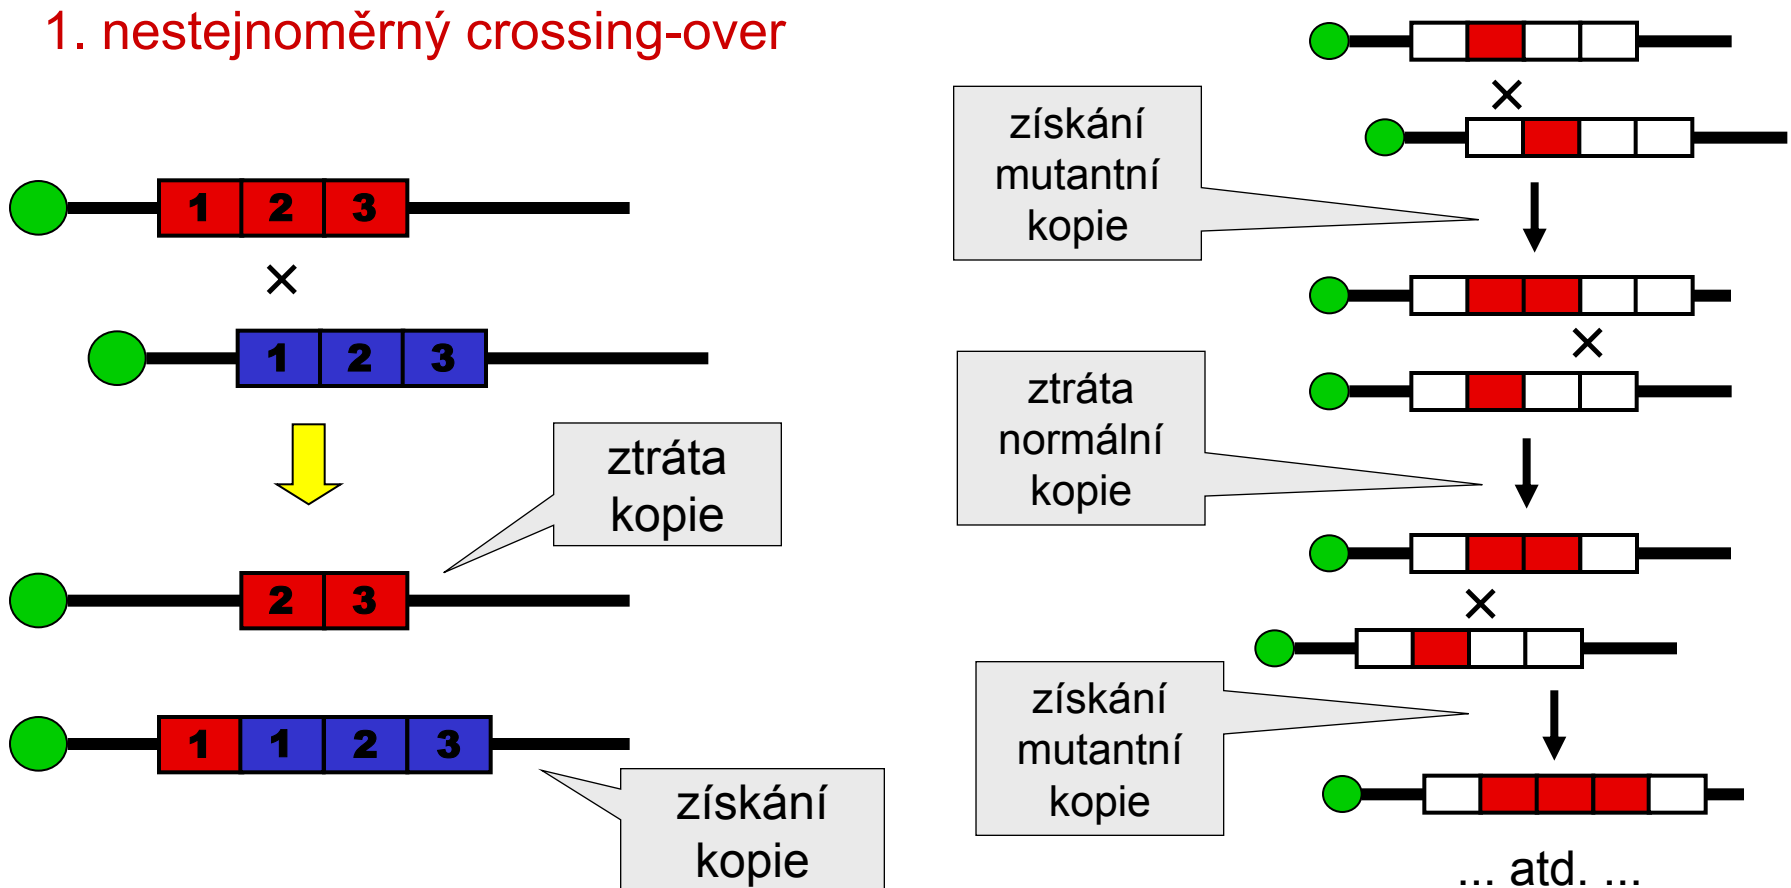 1. nestejnoměrný crossing-over
1 2 3
×
1 2 3
ztráta
kopie
2 3
1 1 2 3
získání
kopie
×
získání
mutantní
kopie
×
ztráta
normální
kopie
×
získání
mutantní
kopie
... atd. ...